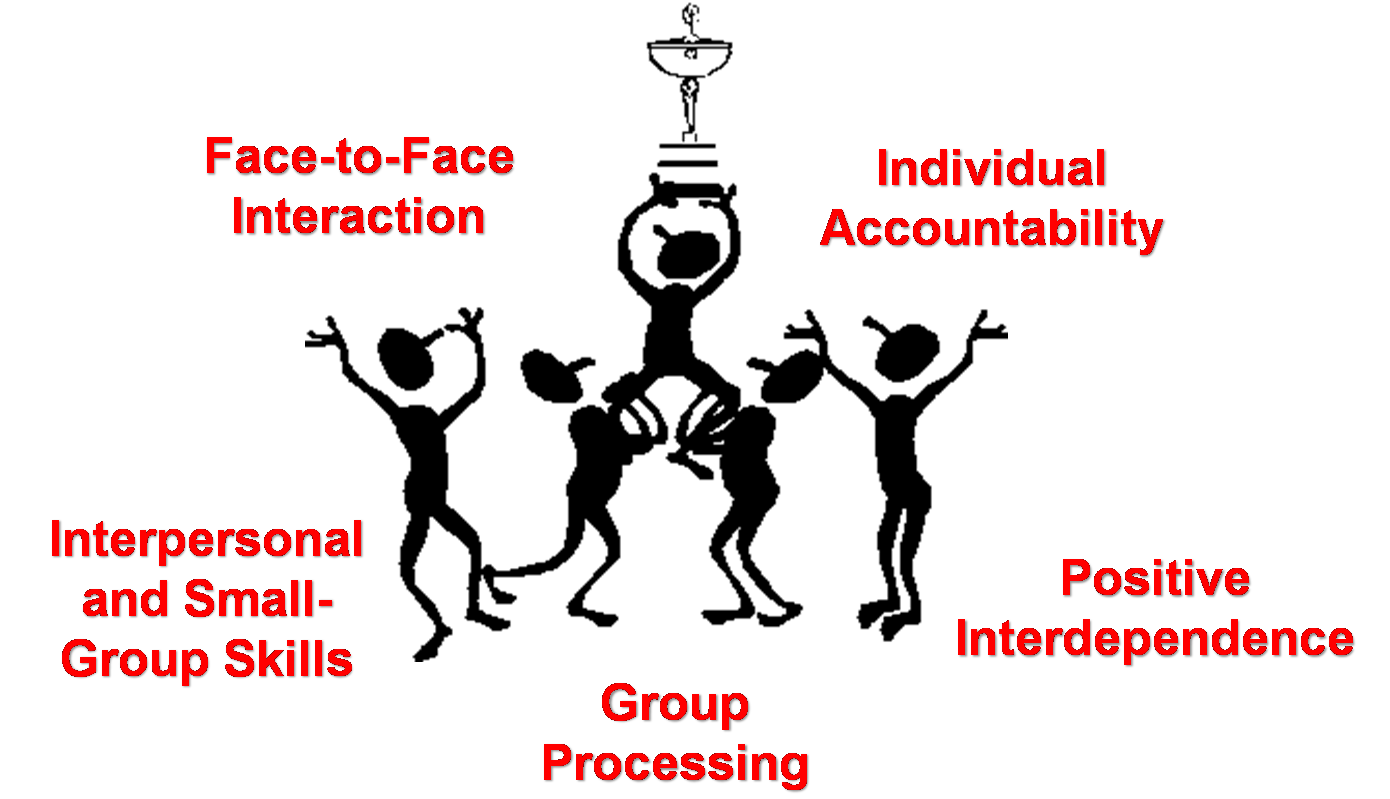 Face-to-Face
Interaction
Individual
Accountability
Interpersonal
and Small-
Group Skills
Positive
Interdependence
Group
Processing